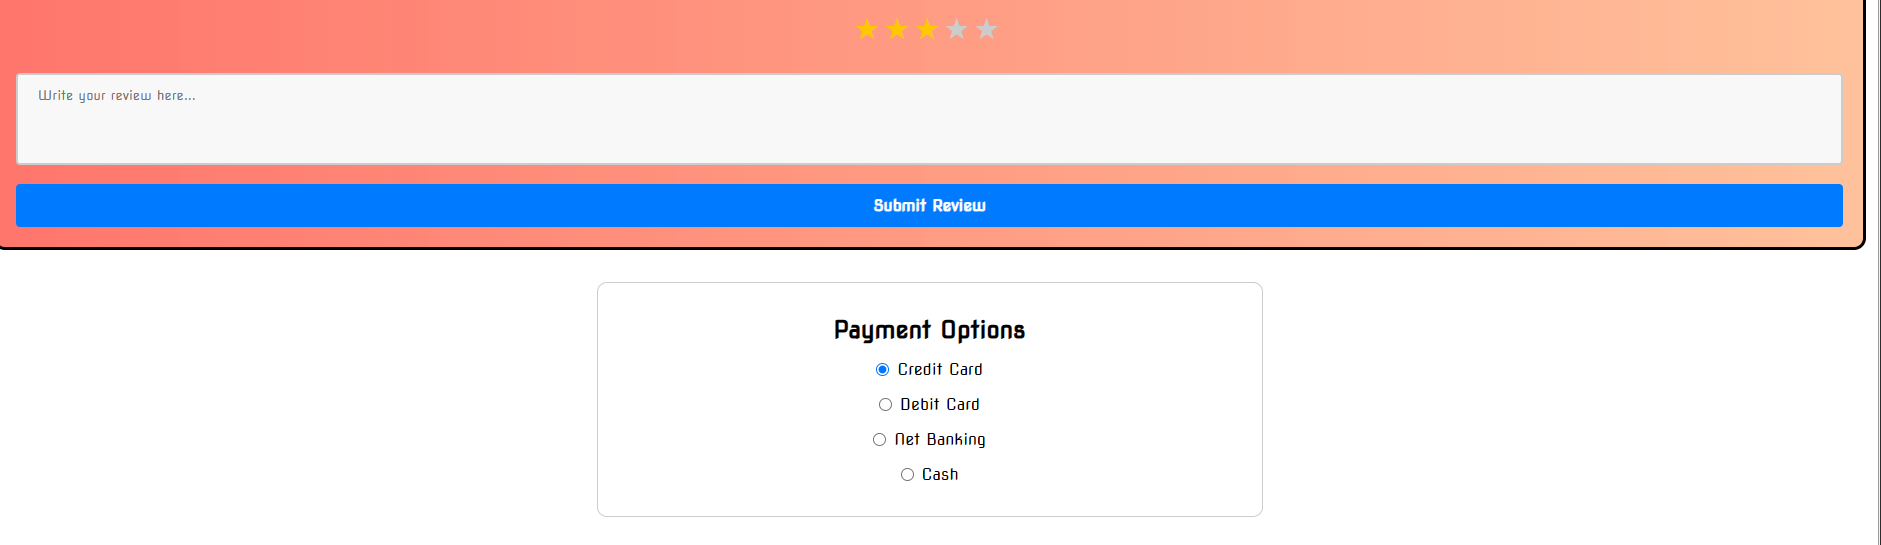 Write your review here...
Submit Review
Payment Options
Credit Card
Debit Card
Net Banking
Cash